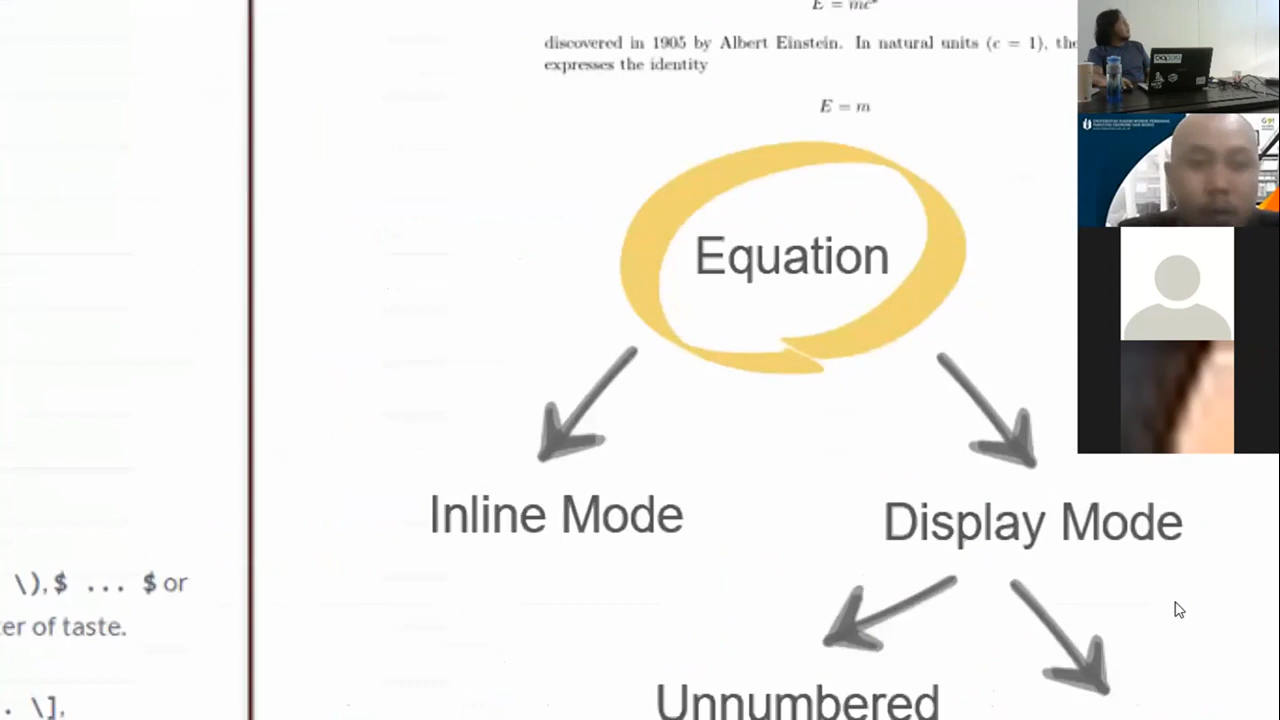 E = mc²
discovered in 1905 by Albert Einstein. In natural units (c = 1), the
expresses the identity
E = m
Equation
Inline Mode
Display Mode
\),$ ... $ or
er of taste.
. \],
Unnumbered